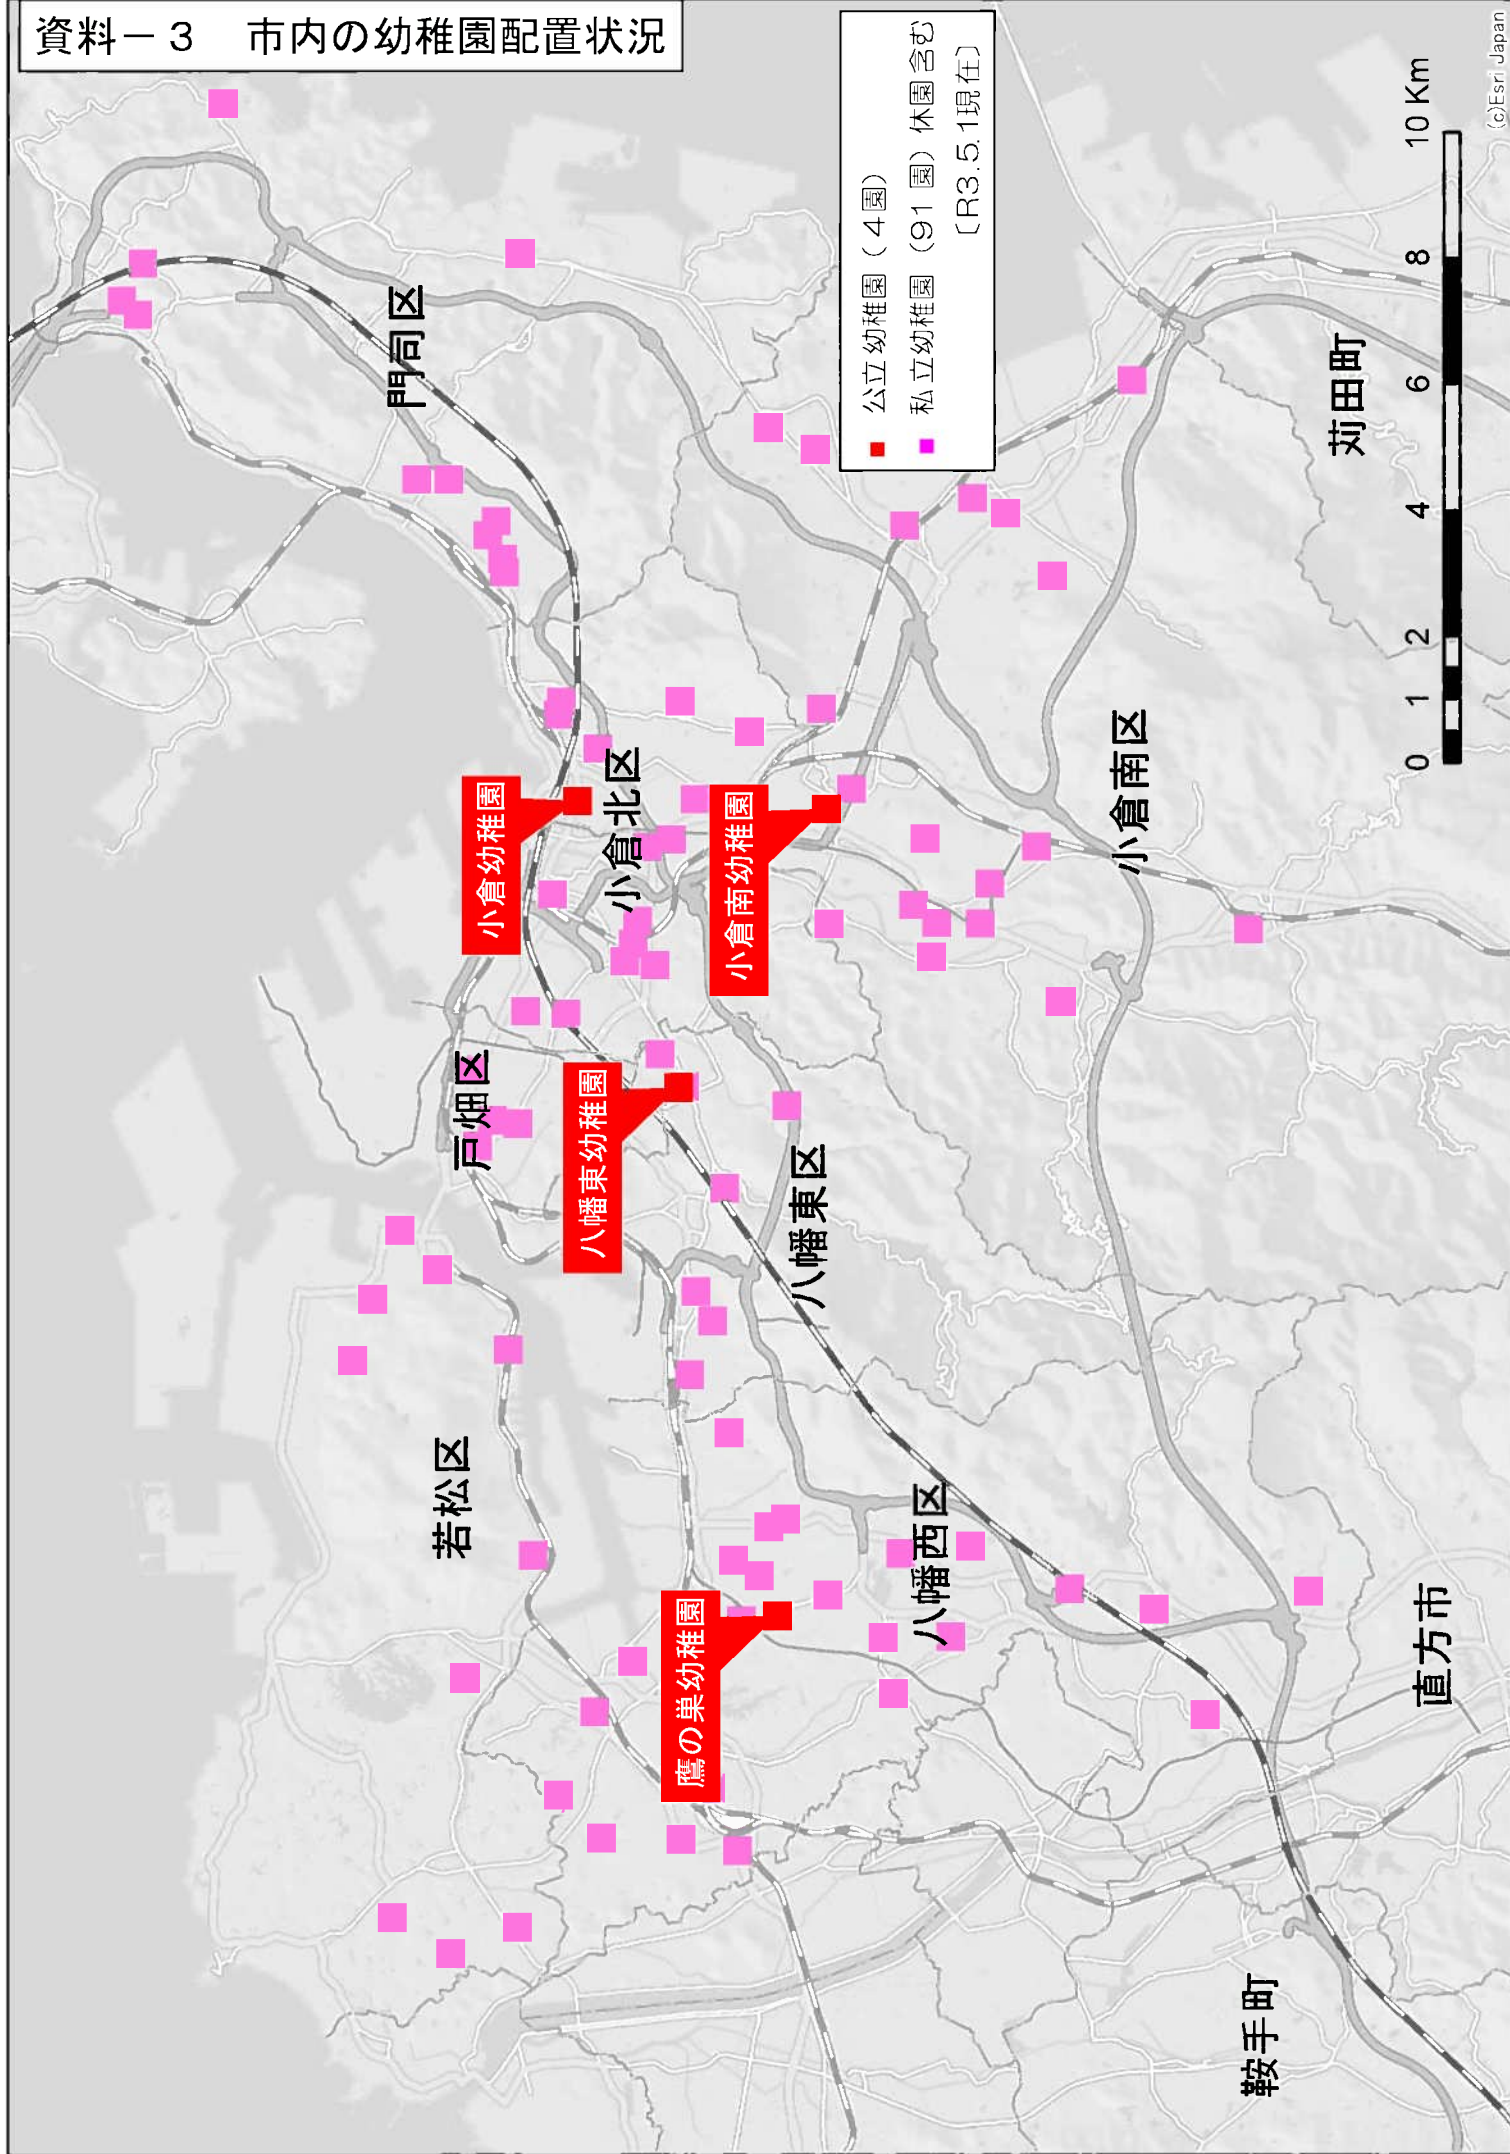 資料－３　市内の幼稚園配置状況
公立幼稚園（４園）
私立幼稚園（91園）休園含む
〔R3.5.1現在〕
門司区
小倉幼稚園
小倉北区
小倉南幼稚園
小倉南区
苅田町
戸畑区
八幡東幼稚園
八幡東区
若松区
八幡西区
鷹の巣幼稚園
直方市
鞍手町
0 1 2 4 6 8 10 Km
(c)Esri Japan